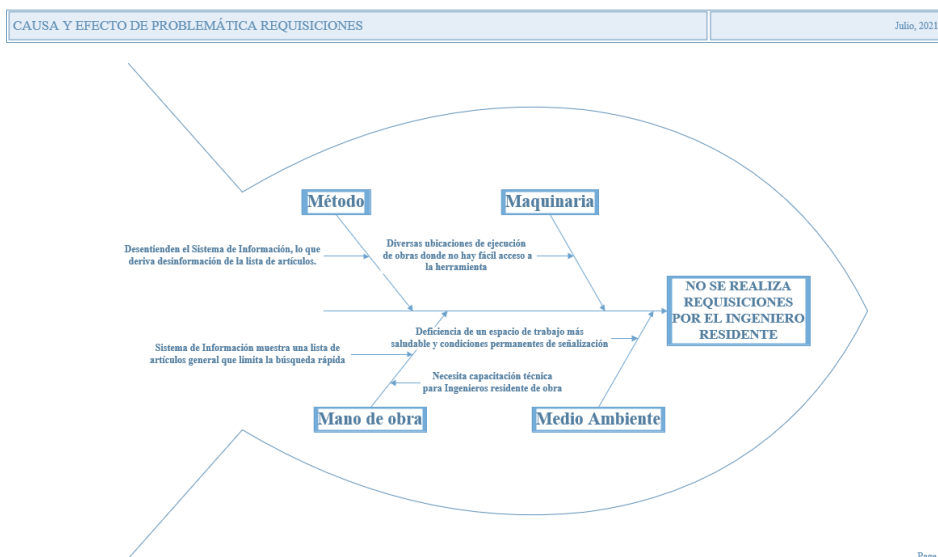 CAUSA Y EFECTO DE PROBLEMÁTICA REQUISICIONES
Julio, 2021
Método
Maquinaria
Desentienden el Sistema de Información, lo que
deriva desinformación de la lista de artículos.
Diversas ubicaciones de ejecución
de obras donde no hay fácil acceso a
la herramienta
NO SE REALIZA
REQUISICIONES
POR EL INGENIERO
RESIDENTE
Deficiencia de un espacio de trabajo más
saludable y condiciones permanentes de señalización
Sistema de Información muestra una lista de
artículos general que limita la búsqueda rápida
Necesita capacitación técnica
para Ingenieros residente de obra
Mano de obra
Medio Ambiente
Page